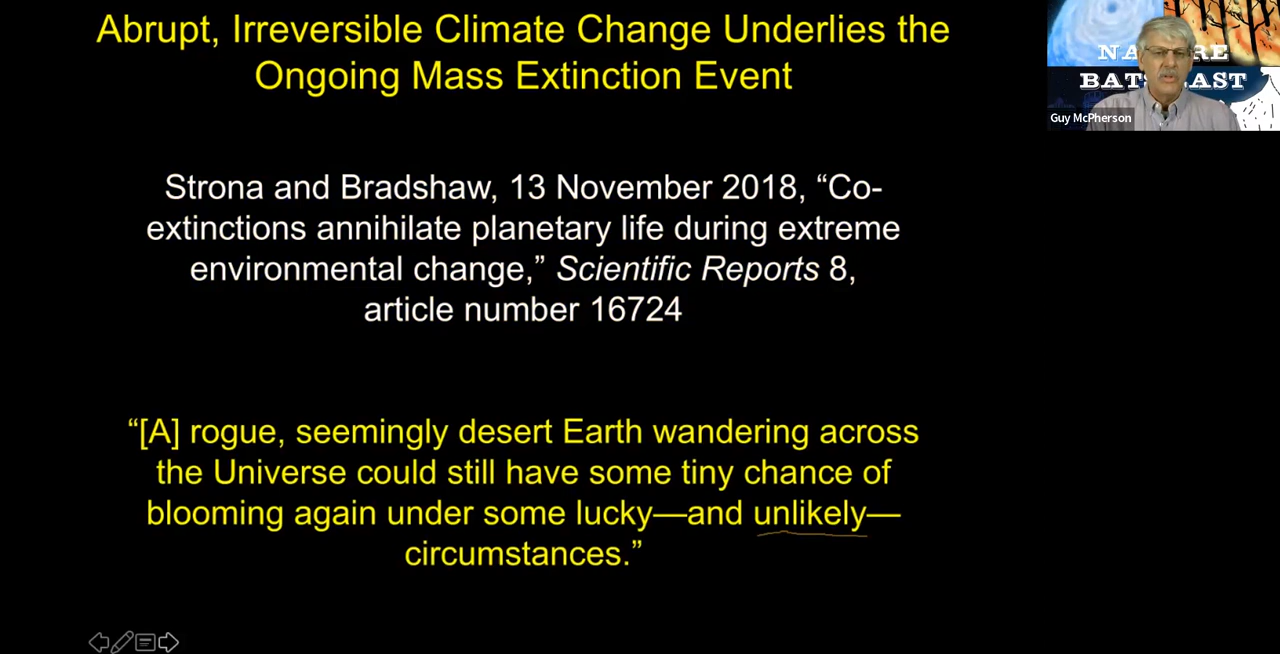 Abrupt, Irreversible Climate Change Underlies the
Ongoing Mass Extinction Event
Strona and Bradshaw, 13 November 2018, “Co-
extinctions annihilate planetary life during extreme
environmental change,” Scientific Reports 8,
article number 16724
“[A] rogue, seemingly desert Earth wandering across
the Universe could still have some tiny chance of
blooming again under some lucky—and unlikely—
circumstances.”
Guy McPherson